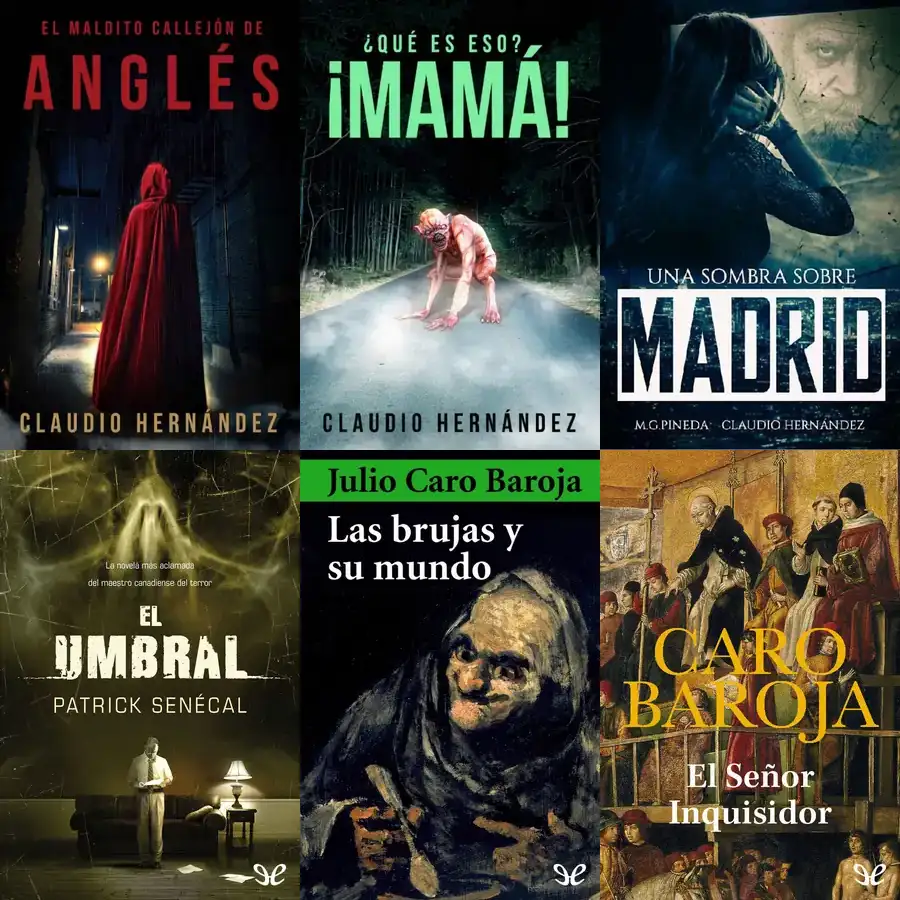 EL MALDITO CALLEJÓN DE
ANGLÉS
CLAUDIO HERNÁNDEZ
¿QUÉ ES ESO?
¡MAMÁ!
CLAUDIO HERNÁNDEZ
UNA SOMBRA SOBRE
MADRID
M.G.PINEDA CLAUDIO HERNÁNDEZ
La novela más aclamada
del maestro canadiense del terror
EL
UMBRAL
PATRICK SENÉCAL
Julio Caro Baroja
Las brujas y
su mundo
CARO
BAROJA
El Señor
Inquisidor